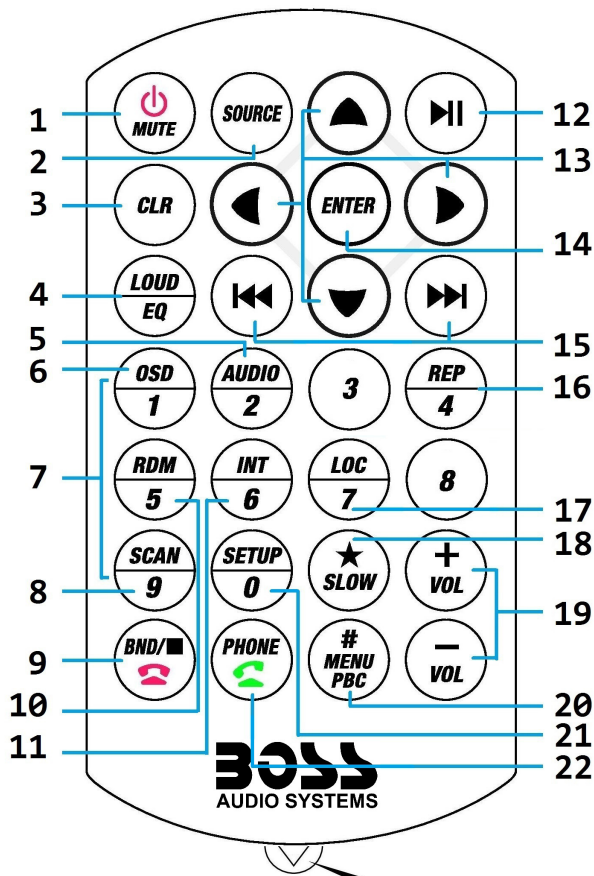 MUTE
SOURCE
CLR
ENTER
LOUD
EQ
OSD
1
AUDIO
2
3
REP
4
RDM
5
INT
6
LOC
7
8
SCAN
9
SETUP
0
★
SLOW
+
VOL
BND/■
PHONE
#
MENU
PBC
−
VOL
BOSS
AUDIO SYSTEMS
1
2
3
4
5
6
7
8
9
10
11
12
13
14
15
16
17
18
19
20
21
22